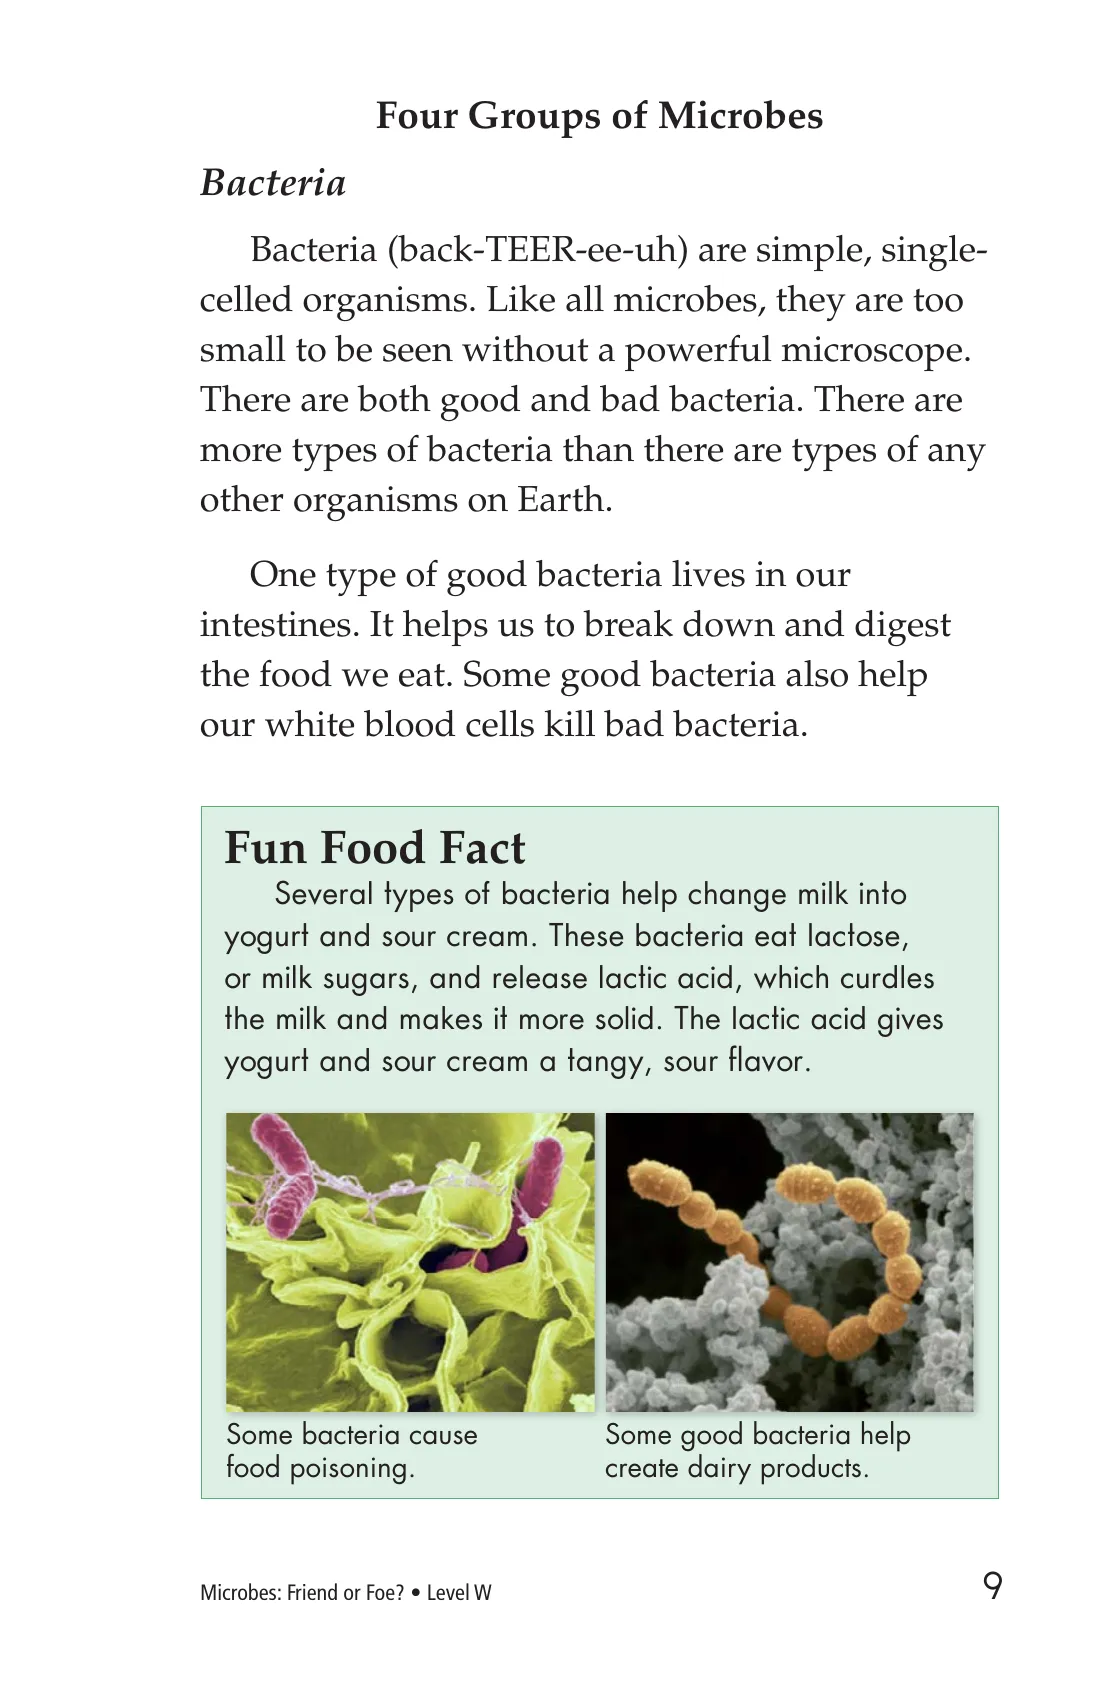 Four Groups of Microbes
Bacteria
Bacteria (back-TEER-ee-uh) are simple, single-
celled organisms. Like all microbes, they are too
small to be seen without a powerful microscope.
There are both good and bad bacteria. There are
more types of bacteria than there are types of any
other organisms on Earth.
One type of good bacteria lives in our
intestines. It helps us to break down and digest
the food we eat. Some good bacteria also help
our white blood cells kill bad bacteria.
Fun Food Fact
Several types of bacteria help change milk into
yogurt and sour cream. These bacteria eat lactose,
or milk sugars, and release lactic acid, which curdles
the milk and makes it more solid. The lactic acid gives
yogurt and sour cream a tangy, sour flavor.
Some bacteria cause
food poisoning.
Some good bacteria help
create dairy products.
Microbes: Friend or Foe? • Level W
9